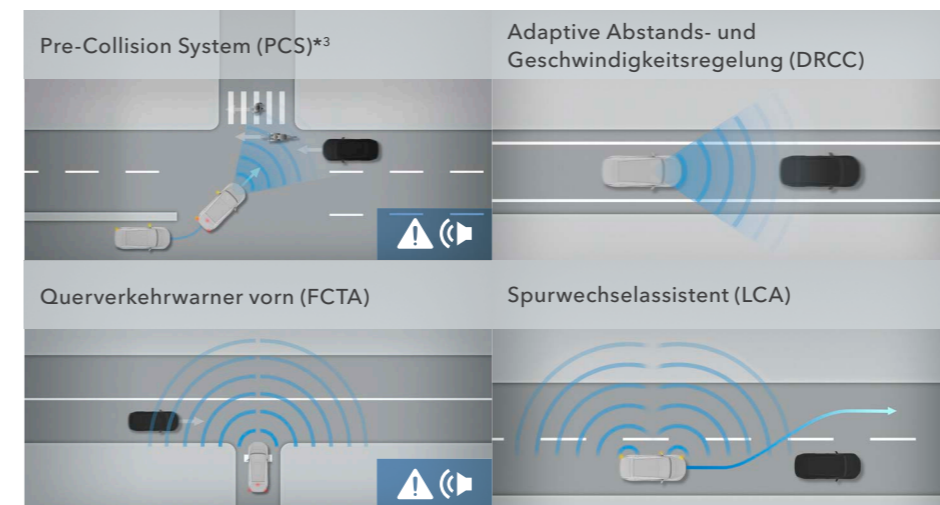 Pre-Collision System (PCS)*3
Adaptive Abstands- und
Geschwindigkeitsregelung (DRCC)
Querverkehrwarner vorn (FCTA)
Spurwechselassistent (LCA)